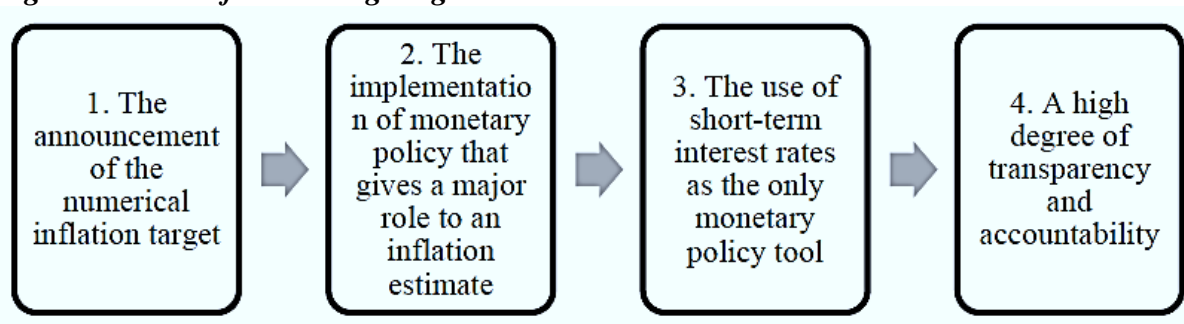 1. The
announcement
of the
numerical
inflation target
2. The
implementatio
n of monetary
policy that
gives a major
role to an
inflation
estimate
3. The use of
short-term
interest rates
as the only
monetary
policy tool
4. A high
degree of
transparency
and
accountability